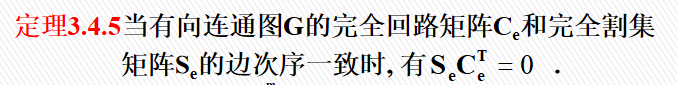 定理3.4.5当有向连通图G的完全回路矩阵Cₑ和完全割集
矩阵Sₑ的边次序一致时, 有 SₑCₑᵀ = 0 .